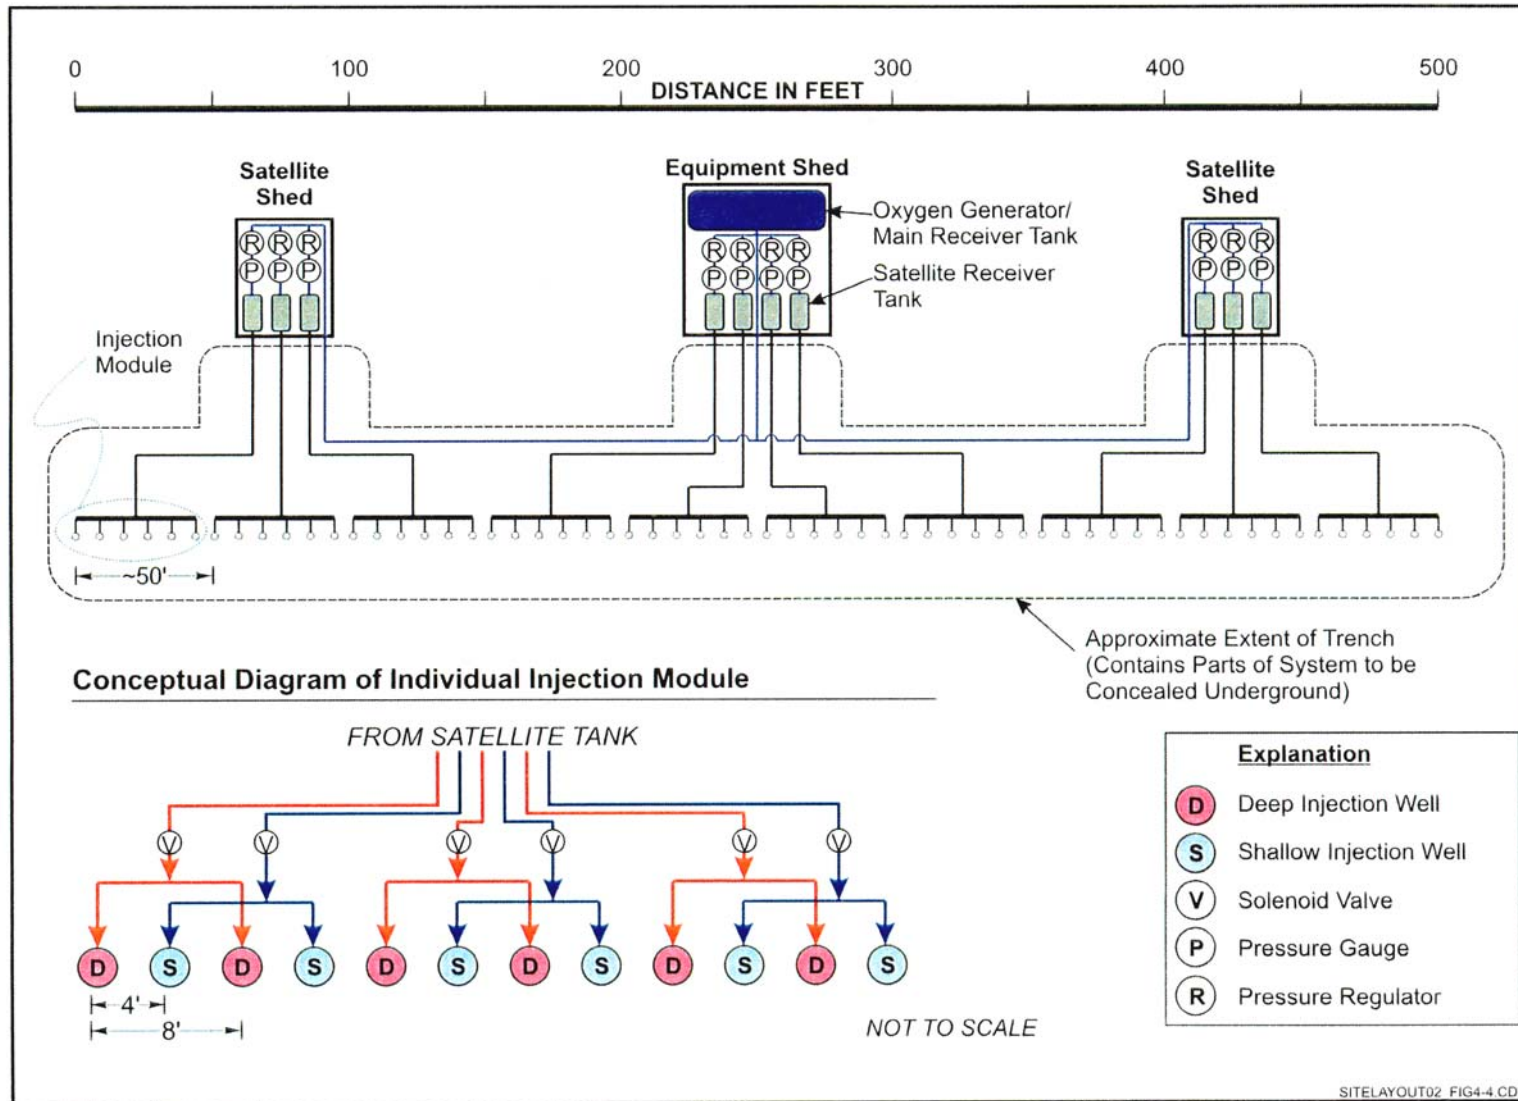 0 100 200 300 400 500
DISTANCE IN FEET
Satellite
Shed
Equipment Shed
Satellite
Shed
Oxygen Generator/
Main Receiver Tank
Satellite Receiver
Tank
R R R
P P P
R R R R
P P P P
R R R
P P P
Injection
Module
~50'
Approximate Extent of Trench
(Contains Parts of System to be
Concealed Underground)
Conceptual Diagram of Individual Injection Module
FROM SATELLITE TANK
V V V V V V
D S D S D S D S D S D S
4'
8'
NOT TO SCALE
Explanation
D Deep Injection Well
S Shallow Injection Well
V Solenoid Valve
P Pressure Gauge
R Pressure Regulator
SITELAYOUT02_FIG4-4.CD